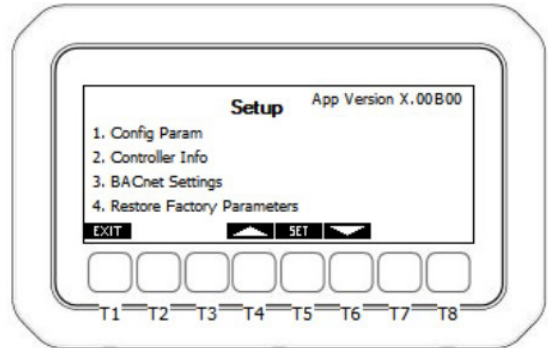 Setup App Version X.00B00
1. Config Param
2. Controller Info
3. BACnet Settings
4. Restore Factory Parameters
EXIT SET
T1 T2 T3 T4 T5 T6 T7 T8